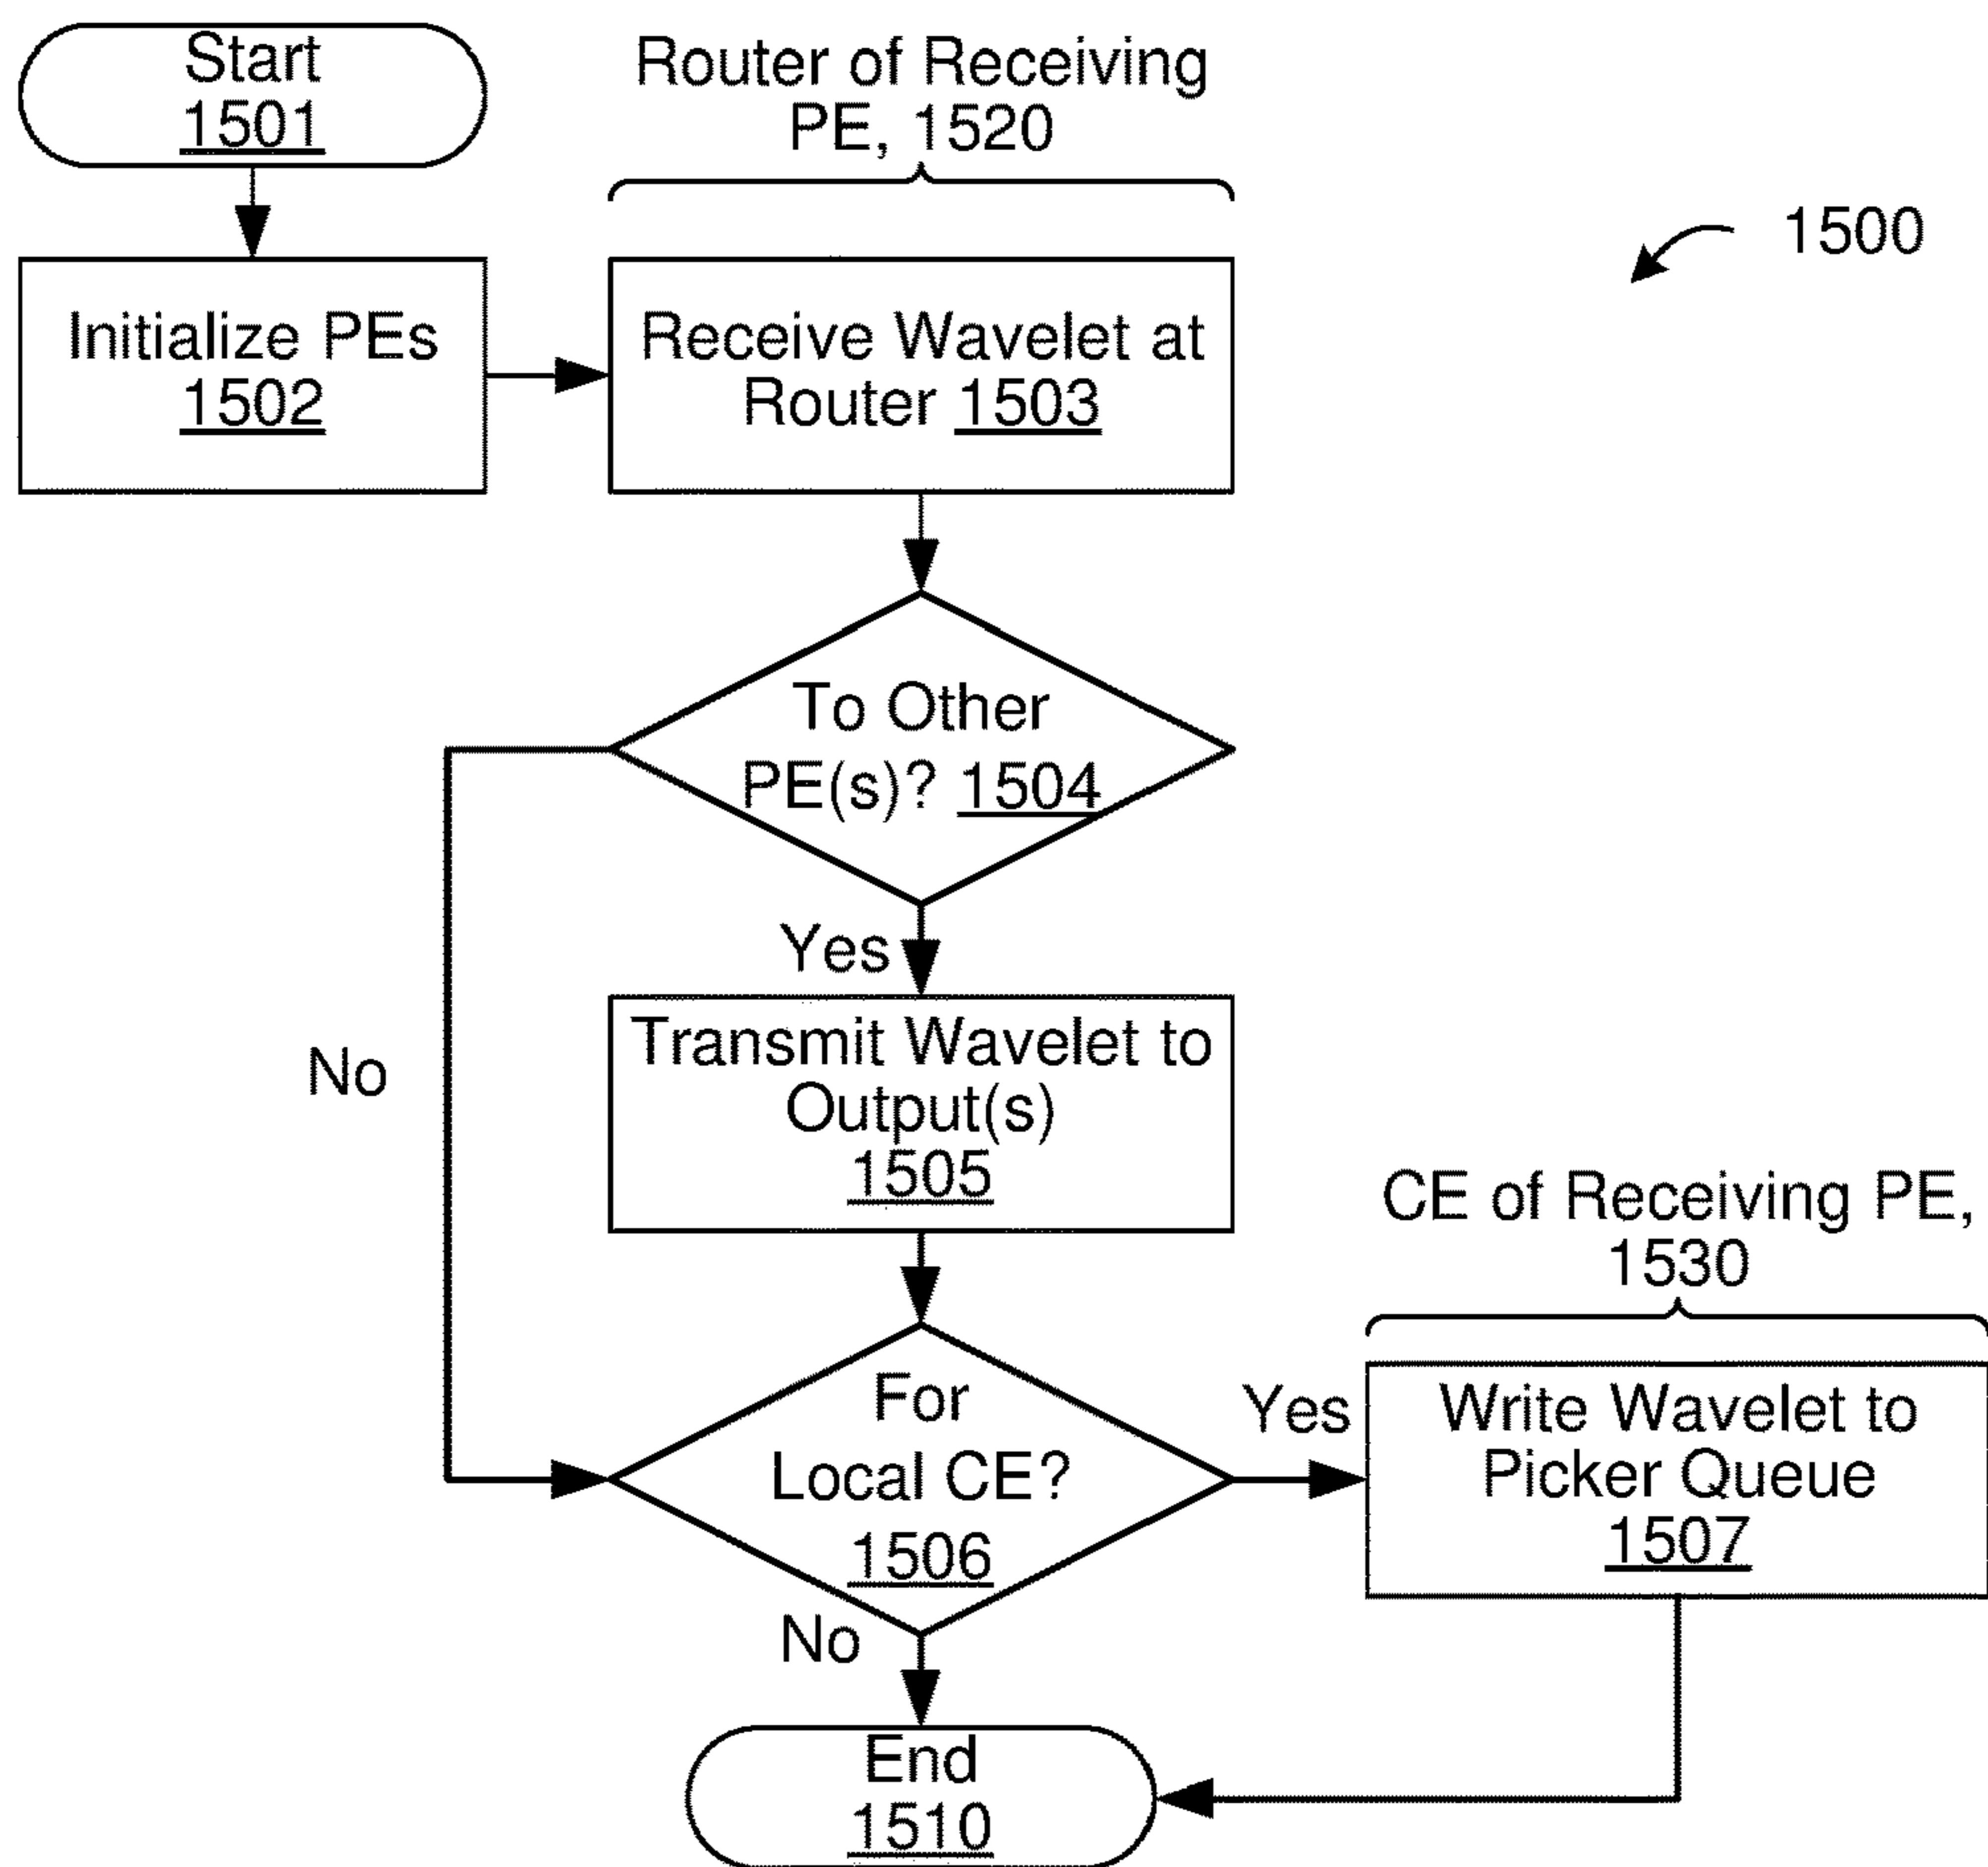 Start
1501
Router of Receiving
PE, 1520
1500
Initialize PEs
1502
Receive Wavelet at
Router 1503
To Other
PE(s)? 1504
Yes
No
Transmit Wavelet to
Output(s)
1505
CE of Receiving PE,
1530
For
Local CE?
1506
Yes
Write Wavelet to
Picker Queue
1507
No
End
1510